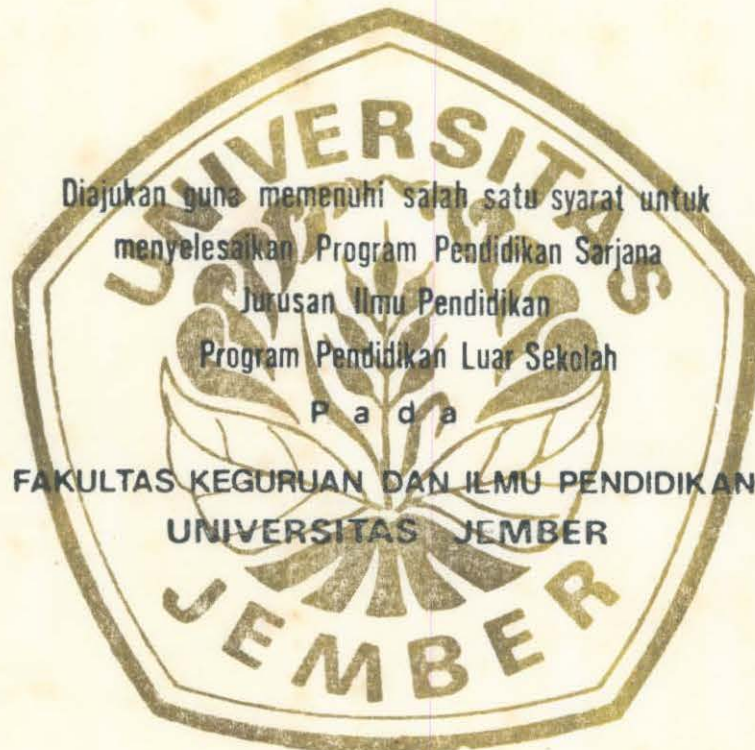 UNIVERSITAS
Diajukan guna memenuhi salah satu syarat untuk
menyelesaikan Program Pendidikan Sarjana
Jurusan Ilmu Pendidikan
Program Pendidikan Luar Sekolah
P a d a
FAKULTAS KEGURUAN DAN ILMU PENDIDIKAN
UNIVERSITAS JEMBER
JEMBER